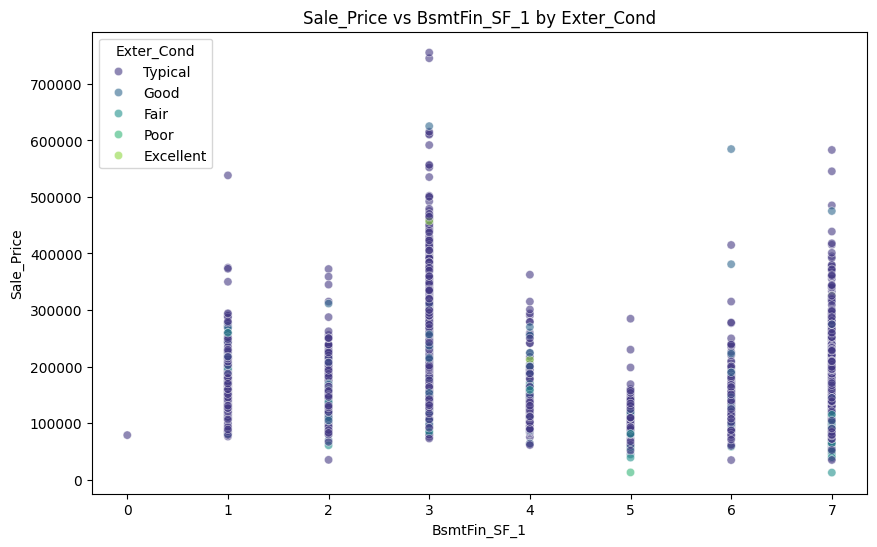 Sale_Price vs BsmtFin_SF_1 by Exter_Cond
Exter_Cond
Typical
Good
Fair
Poor
Excellent
Sale_Price
700000
600000
500000
400000
300000
200000
100000
0
0 1 2 3 4 5 6 7
BsmtFin_SF_1